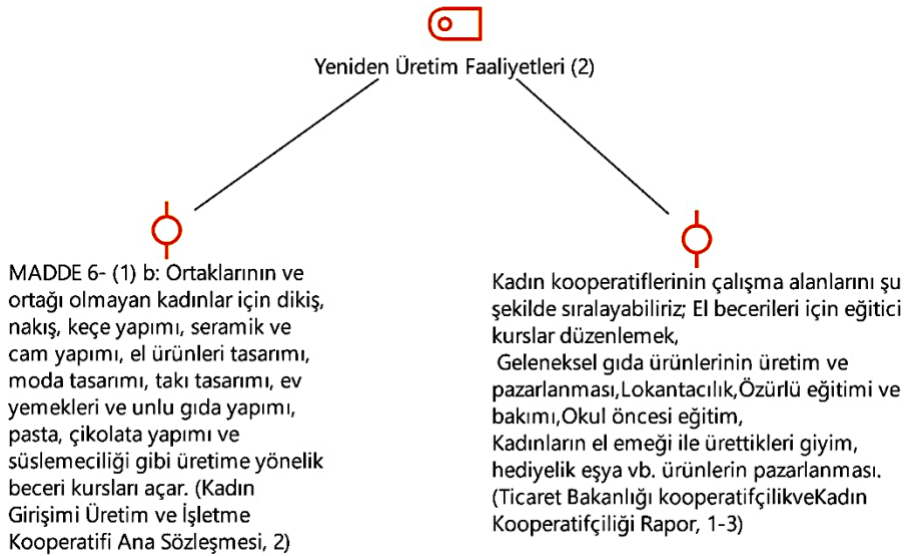 Yeniden Üretim Faaliyetleri (2)
MADDE 6- (1) b: Ortaklarının ve
ortağı olmayan kadınlar için dikiş,
nakış, keçe yapımı, seramik ve
cam yapımı, el ürünleri tasarımı,
moda tasarımı, takı tasarımı, ev
yemekleri ve unlu gıda yapımı,
pasta, çikolata yapımı ve
süslemeciliği gibi üretime yönelik
beceri kursları açar. (Kadın
Girişimi Üretim ve İşletme
Kooperatifi Ana Sözleşmesi, 2)
Kadın kooperatiflerinin çalışma alanlarını şu
şekilde sıralayabiliriz; El becerileri için eğitici
kurslar düzenlemek,
Geleneksel gıda ürünlerinin üretim ve
pazarlanması,Lokantacılık,Özürlü eğitimi ve
bakımı,Okul öncesi eğitim,
Kadınların el emeği ile ürettikleri giyim,
hediyelik eşya vb. ürünlerin pazarlanması.
(Ticaret Bakanlığı kooperatifçilikveKadın
Kooperatifçiliği Rapor, 1-3)